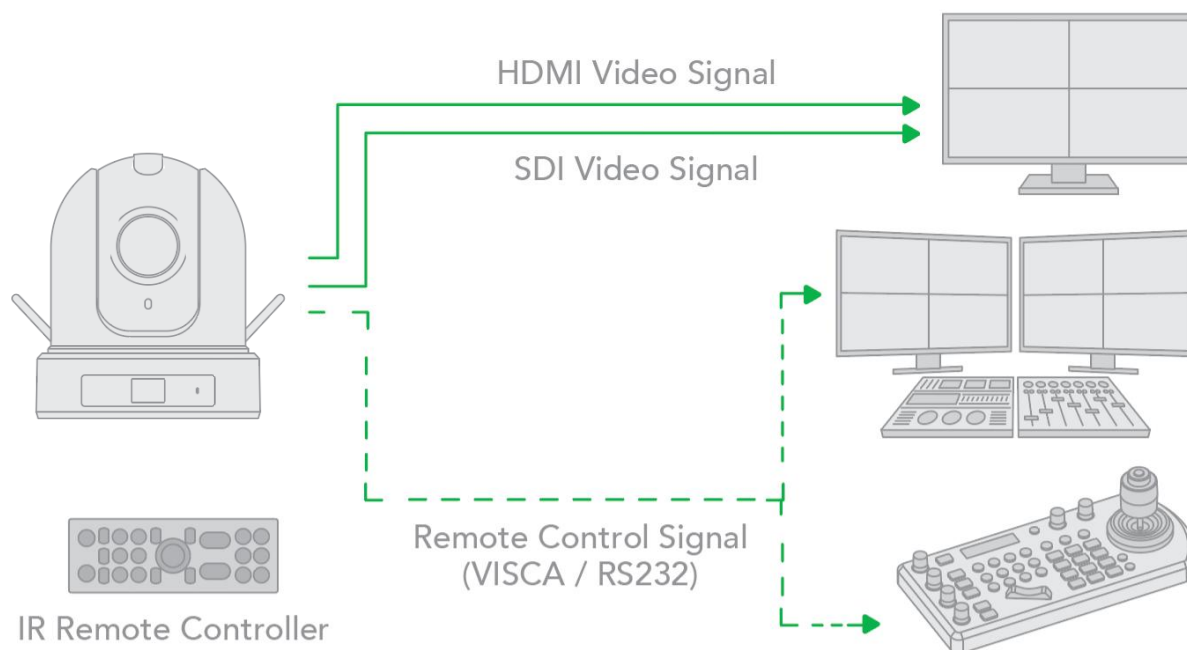 HDMI Video Signal
SDI Video Signal
Remote Control Signal
(VISCA / RS232)
IR Remote Controller